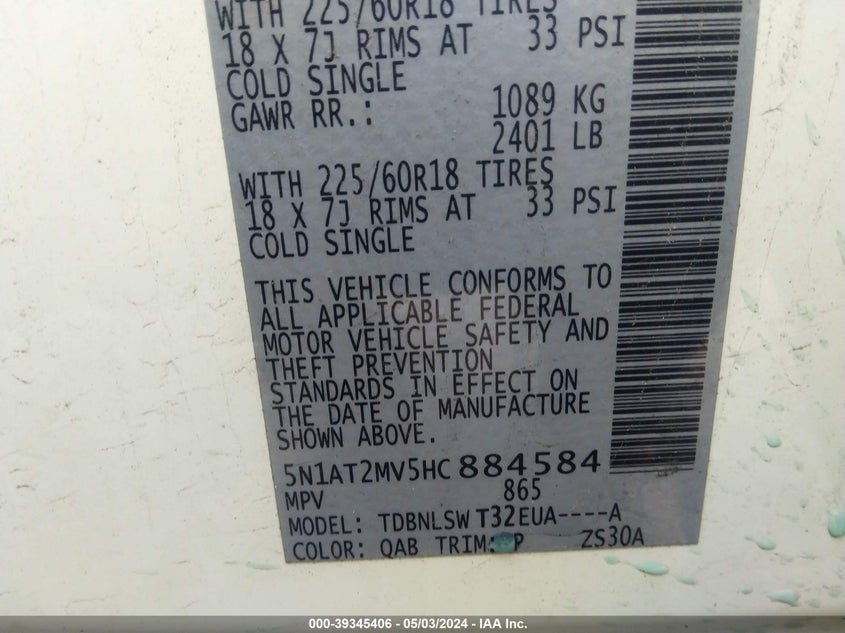 WITH 225/60R18 TIRES
18 X 7J RIMS AT 33 PSI
COLD SINGLE
GAWR RR.: 1089 KG
2401 LB
WITH 225/60R18 TIRES
18 X 7J RIMS AT 33 PSI
COLD SINGLE
THIS VEHICLE CONFORMS TO
ALL APPLICABLE FEDERAL
MOTOR VEHICLE SAFETY AND
THEFT PREVENTION
STANDARDS IN EFFECT ON
THE DATE OF MANUFACTURE
SHOWN ABOVE.
5N1AT2MV5HC884584
MPV 865
MODEL: TDBNLSWT32EUA----A
COLOR: QAB TRIM: P ZS30A
000-39345406 - 05/03/2024 - IAA Inc.